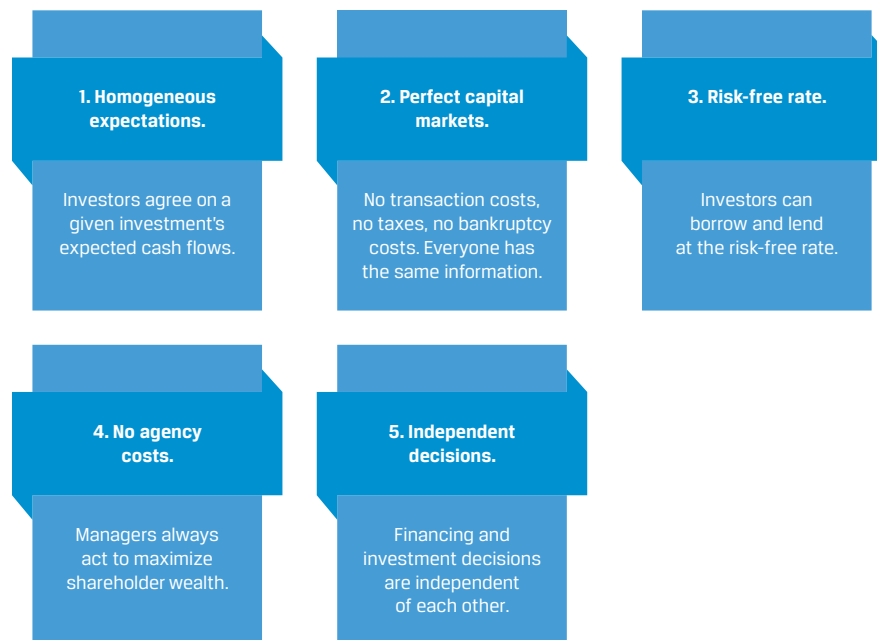 1. Homogeneous
expectations.
Investors agree on a
given investment's
expected cash flows.
2. Perfect capital
markets.
No transaction costs,
no taxes, no bankruptcy
costs. Everyone has
the same information.
3. Risk-free rate.
Investors can
borrow and lend
at the risk-free rate.
4. No agency
costs.
Managers always
act to maximize
shareholder wealth.
5. Independent
decisions.
Financing and
investment decisions
are independent
of each other.